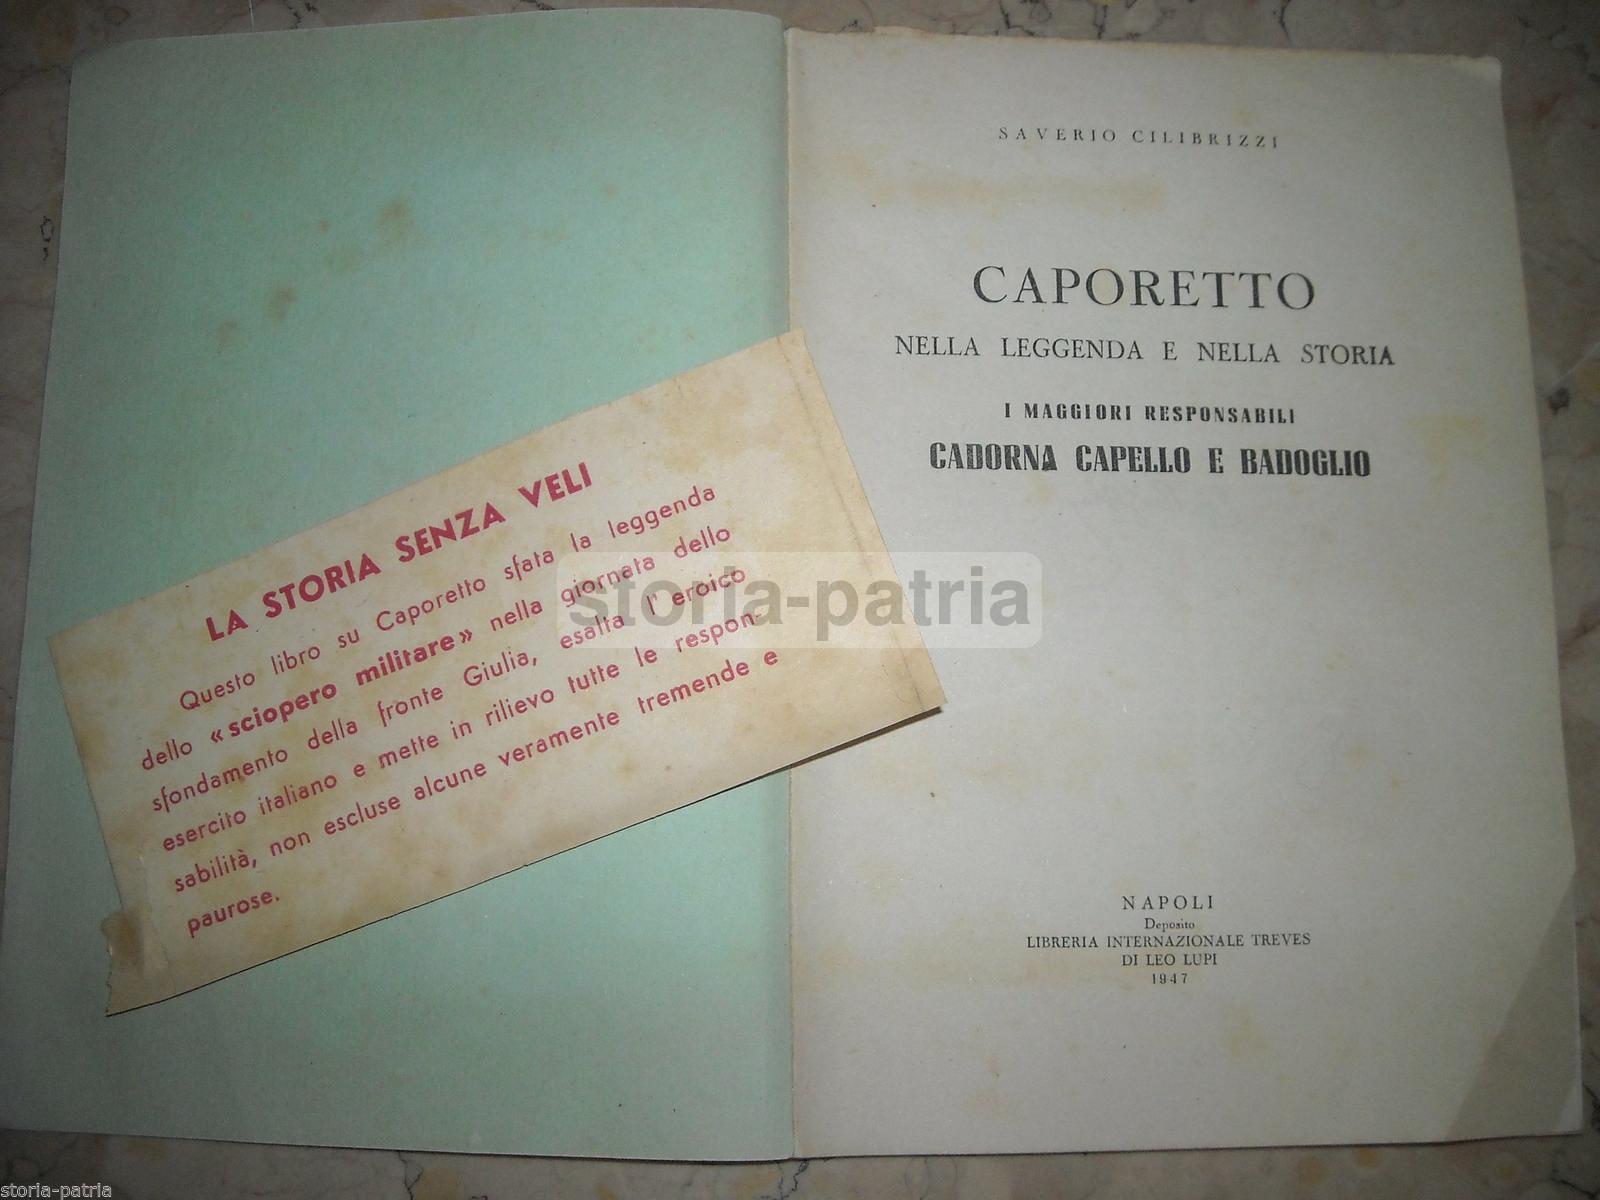 SAVERIO CILIBRIZZI
CAPORETTO
NELLA LEGGENDA E NELLA STORIA
I MAGGIORI RESPONSABILI
CADORNA CAPELLO E BADOGLIO
NAPOLI
Deposito
LIBRERIA INTERNAZIONALE TREVES
DI LEO LUPI
1947
LA STORIA SENZA VELI
Questo libro su Caporetto sfata la leggenda
dello «sciopero militare» nella giornata dello
sfondamento della fronte Giulia, esalta l'eroico
esercito italiano e mette in rilievo tutte le respon-
sabilità, non escluse alcune veramente tremende e
paurose.
storia-patria
storia-patria